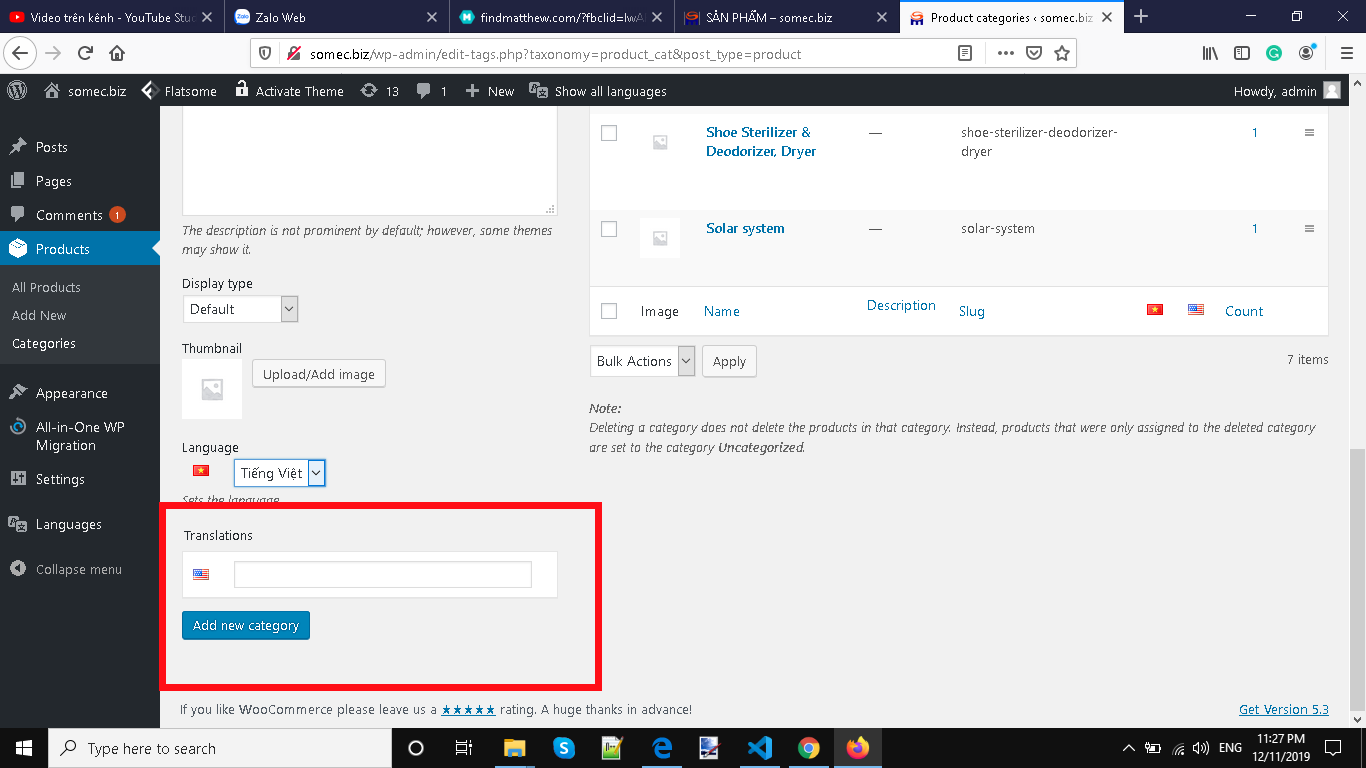 Video trên kênh - YouTube Stud
Zalo Web
findmatthew.com/?fbclid=IwA
SẢN PHẨM – somec.biz
Product categories ‹ somec.biz
somec.biz/wp-admin/edit-tags.php?taxonomy=product_cat&post_type=product
somec.biz
Flatsome
Activate Theme
13
1
New
Show all languages
Howdy, admin
Posts
Pages
Comments 1
Products
All Products
Add New
Categories
Appearance
All-in-One WP
Migration
Settings
Languages
Collapse menu
The description is not prominent by default; however, some themes
may show it.
Display type
Default
Thumbnail
Upload/Add image
Language
Tiếng Việt
Sets the language
Translations
Add new category
Shoe Sterilizer &
Deodorizer, Dryer
—
shoe-sterilizer-deodorizer-
dryer
1
Solar system
—
solar-system
1
Image
Name
Description
Slug
Count
Bulk Actions
Apply
7 items
Note:
Deleting a category does not delete the products in that category. Instead, products that were only assigned to the deleted category
are set to the category Uncategorized.
If you like WooCommerce please leave us a ★★★★★ rating. A huge thanks in advance!
Get Version 5.3
Type here to search
ENG
11:27 PM
12/11/2019